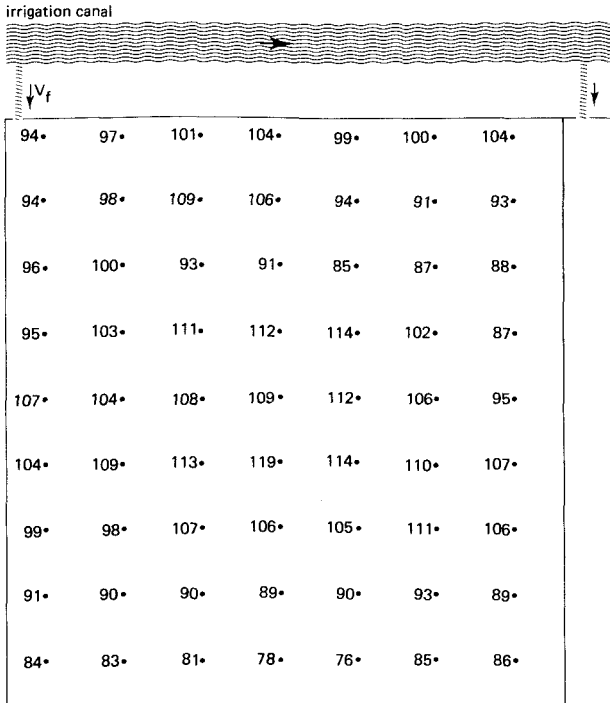 irrigation canal
Vf
94 97 101 104 99 100 104
94 98 109 106 94 91 93
96 100 93 91 85 87 88
95 103 111 112 114 102 87
107 104 108 109 112 106 95
104 109 113 119 114 110 107
99 98 107 106 105 111 106
91 90 90 89 90 93 89
84 83 81 78 76 85 86